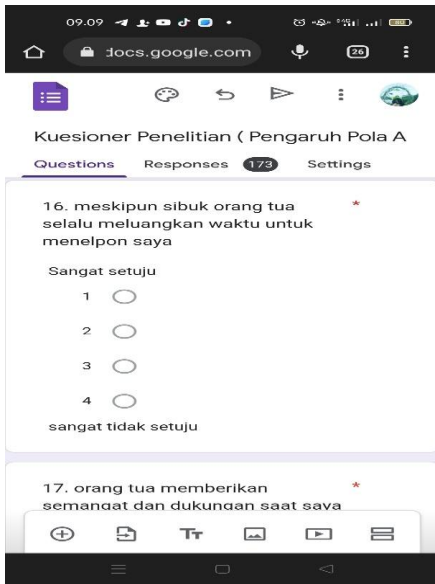 09.09
docs.google.com
26
Kuesioner Penelitian ( Pengaruh Pola A
Questions Responses 173 Settings
16. meskipun sibuk orang tua *
selalu meluangkan waktu untuk
menelpon saya
Sangat setuju
1
2
3
4
sangat tidak setuju
17. orang tua memberikan *
semangat dan dukungan saat saya
Tт